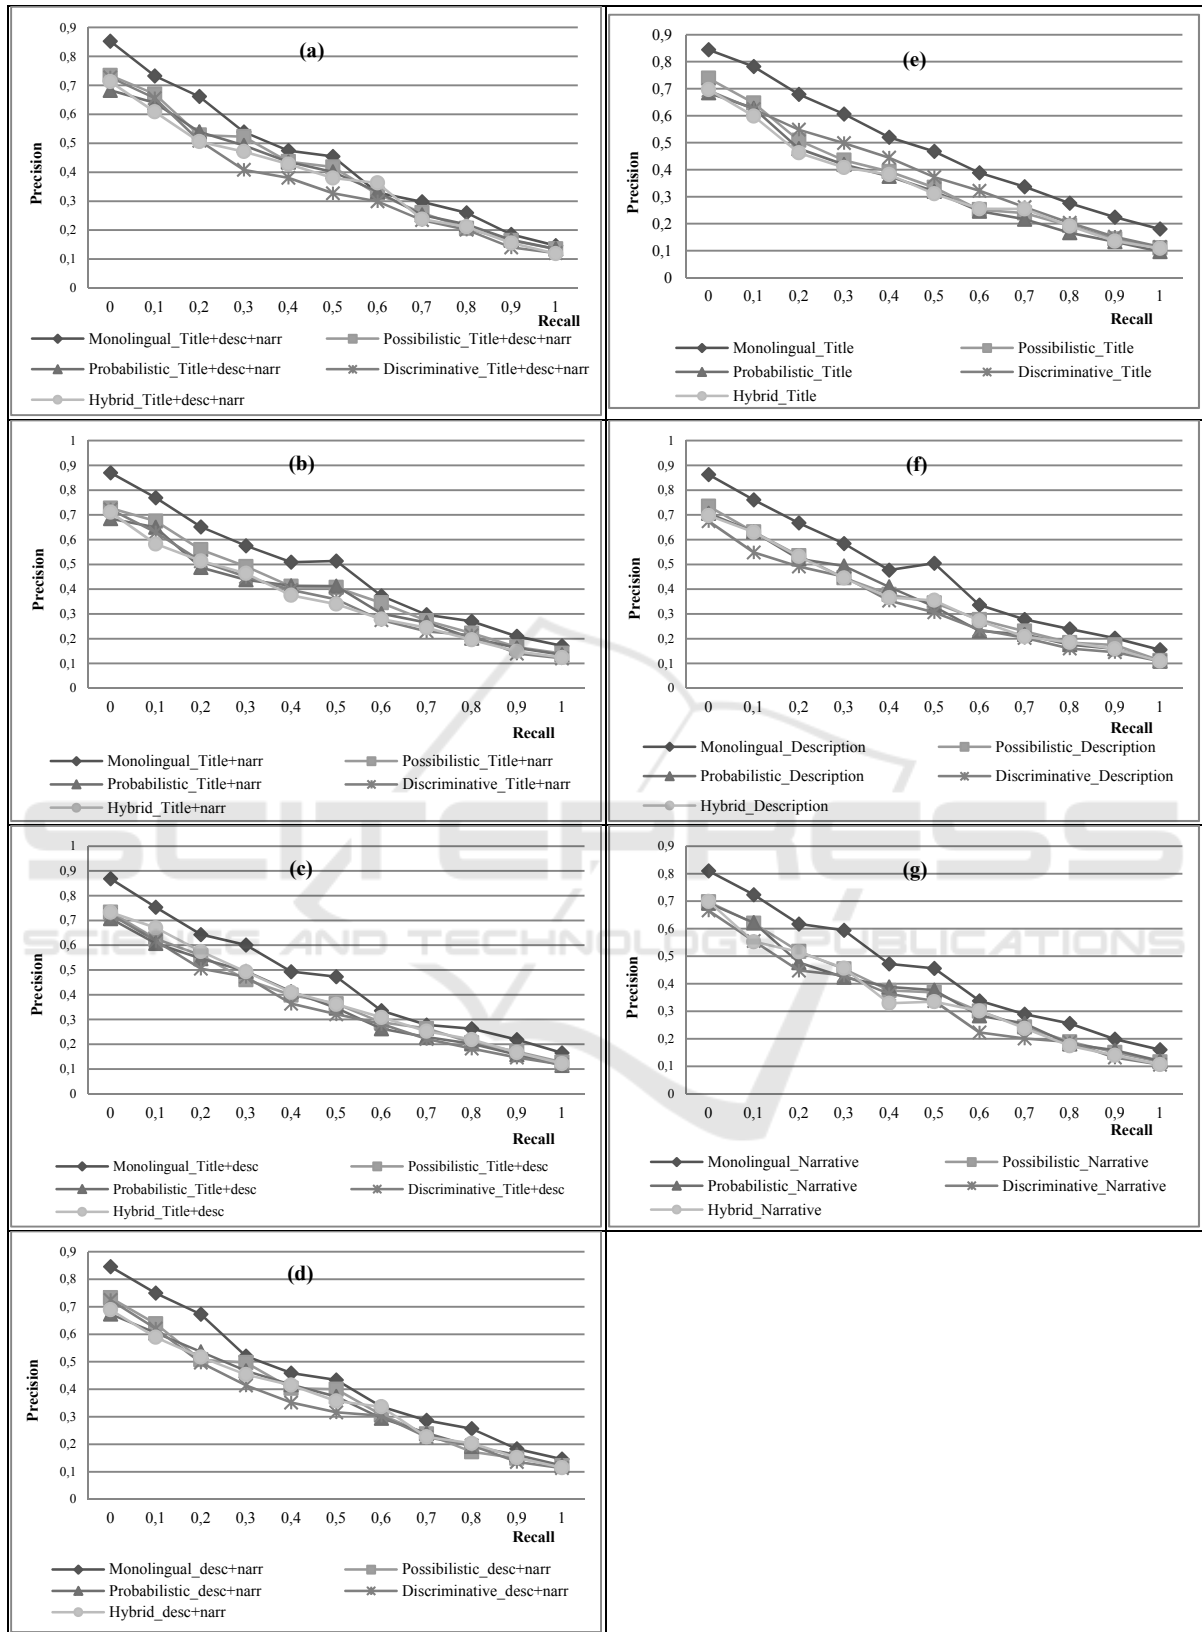 (a)
Precision
0,9
0,8
0,7
0,6
0,5
0,4
0,3
0,2
0,1
0
0 0,1 0,2 0,3 0,4 0,5 0,6 0,7 0,8 0,9 1
Recall
Monolingual_Title+desc+narr Possibilistic_Title+desc+narr
Probabilistic_Title+desc+narr Discriminative_Title+desc+narr
Hybrid_Title+desc+narr
(e)
Precision
0,9
0,8
0,7
0,6
0,5
0,4
0,3
0,2
0,1
0
0 0,1 0,2 0,3 0,4 0,5 0,6 0,7 0,8 0,9 1
Recall
Monolingual_Title Possibilistic_Title
Probabilistic_Title Discriminative_Title
Hybrid_Title
(b)
Precision
1
0,9
0,8
0,7
0,6
0,5
0,4
0,3
0,2
0,1
0
0 0,1 0,2 0,3 0,4 0,5 0,6 0,7 0,8 0,9 1
Recall
Monolingual_Title+narr Possibilistic_Title+narr
Probabilistic_Title+narr Discriminative_Title+narr
Hybrid_Title+narr
(f)
Precision
1
0,9
0,8
0,7
0,6
0,5
0,4
0,3
0,2
0,1
0
0 0,1 0,2 0,3 0,4 0,5 0,6 0,7 0,8 0,9 1
Recall
Monolingual_Description Possibilistic_Description
Probabilistic_Description Discriminative_Description
Hybrid_Description
SCITEPRESS
SCIENCE AND TECHNOLOGY PUBLICATIONS
(c)
Precision
1
0,9
0,8
0,7
0,6
0,5
0,4
0,3
0,2
0,1
0
0 0,1 0,2 0,3 0,4 0,5 0,6 0,7 0,8 0,9 1
Recall
Monolingual_Title+desc Possibilistic_Title+desc
Probabilistic_Title+desc Discriminative_Title+desc
Hybrid_Title+desc
(g)
Precision
0,9
0,8
0,7
0,6
0,5
0,4
0,3
0,2
0,1
0
0 0,1 0,2 0,3 0,4 0,5 0,6 0,7 0,8 0,9 1
Recall
Monolingual_Narrative Possibilistic_Narrative
Probabilistic_Narrative Discriminative_Narrative
Hybrid_Narrative
(d)
Precision
0,9
0,8
0,7
0,6
0,5
0,4
0,3
0,2
0,1
0
0 0,1 0,2 0,3 0,4 0,5 0,6 0,7 0,8 0,9 1
Recall
Monolingual_desc+narr Possibilistic_desc+narr
Probabilistic_desc+narr Discriminative_desc+narr
Hybrid_desc+narr